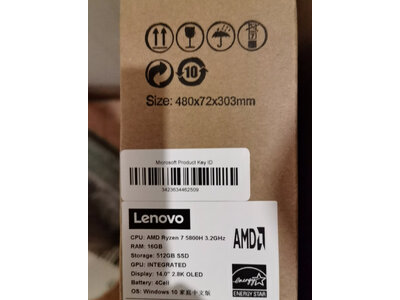 10
Size: 480x72x303mm
Microsoft Product Key ID
3423634462509
Lenovo
CPU: AMD Ryzen 7 5800H 3.2GHz
AMD
RAM: 16GB
Storage: 512GB SSD
GPU: INTEGRATED
Display: 14.0" 2.8K OLED
Battery: 4Cell
OS: Windows 10 家庭中文版
energy
ENERGY STAR